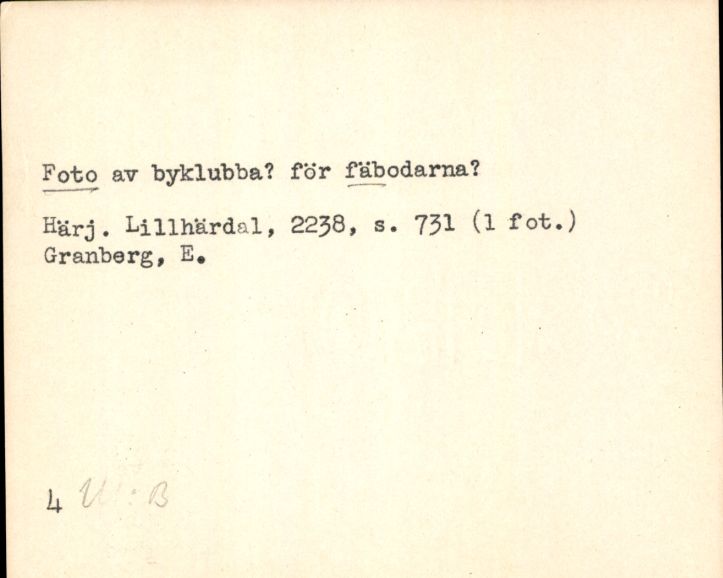 Foto av byklubba? för fäbodarna?
Härj. Lillhärdal, 2238, s. 731 (1 fot.)
Granberg, E.
4 : B